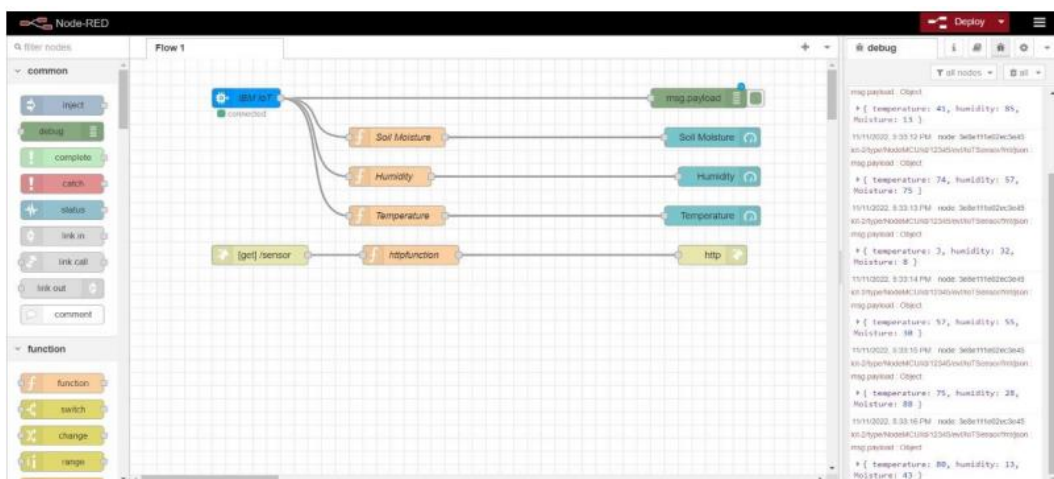 Node-RED
Deploy
filter nodes
Flow 1
debug
all nodes
all
common
inject
debug
complete
catch
status
link in
link call
link out
comment
function
function
switch
change
range
IBM IoT
connected
msg.payload
Soil Moisture
Soil Moisture
Humidity
Humidity
Temperature
Temperature
[get] /sensor
httpfunction
http
msg.payload : Object
{ temperature: 41, humidity: 85,
Moisture: 13 }
msg.payload : Object
{ temperature: 74, humidity: 57,
Moisture: 75 }
msg.payload : Object
{ temperature: 3, humidity: 32,
Moisture: 8 }
msg.payload : Object
{ temperature: 57, humidity: 55,
Moisture: 30 }
msg.payload : Object
{ temperature: 75, humidity: 28,
Moisture: 88 }
msg.payload : Object
{ temperature: 80, humidity: 13,
Moisture: 43 }